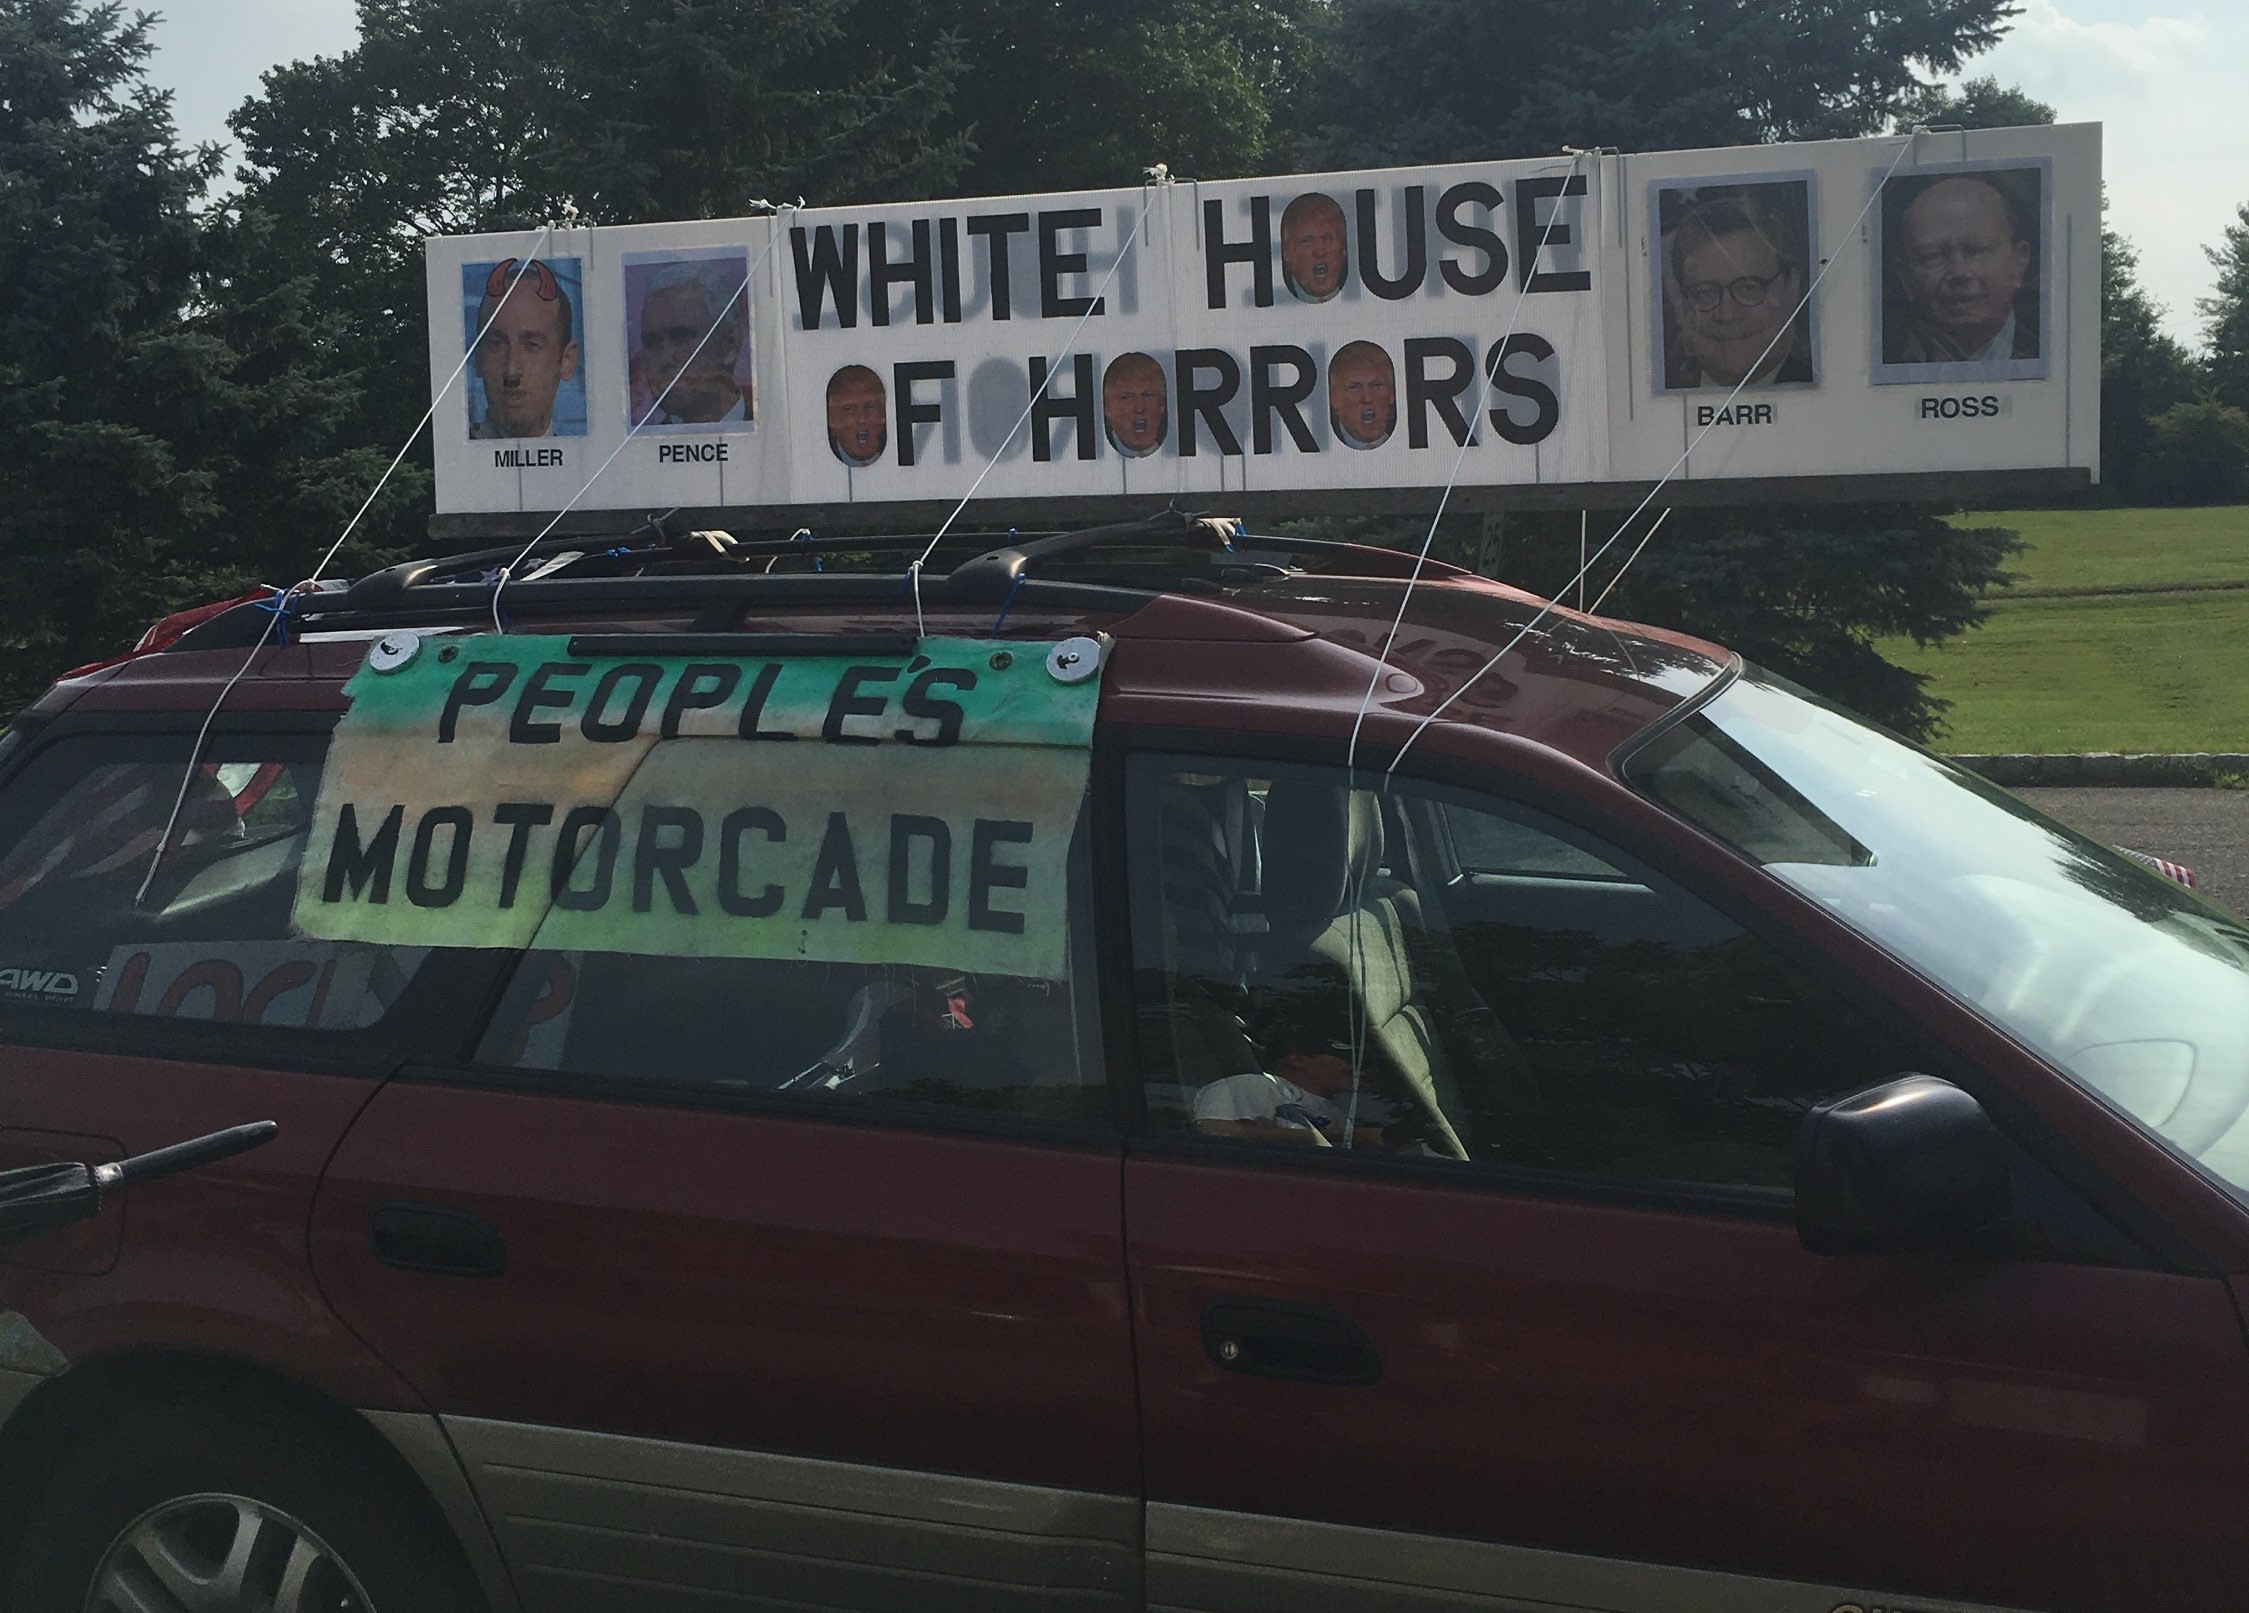 WHITE HOUSE
OF HORRORS
MILLER
PENCE
BARR
ROSS
PEOPLE'S
MOTORCADE
AWD